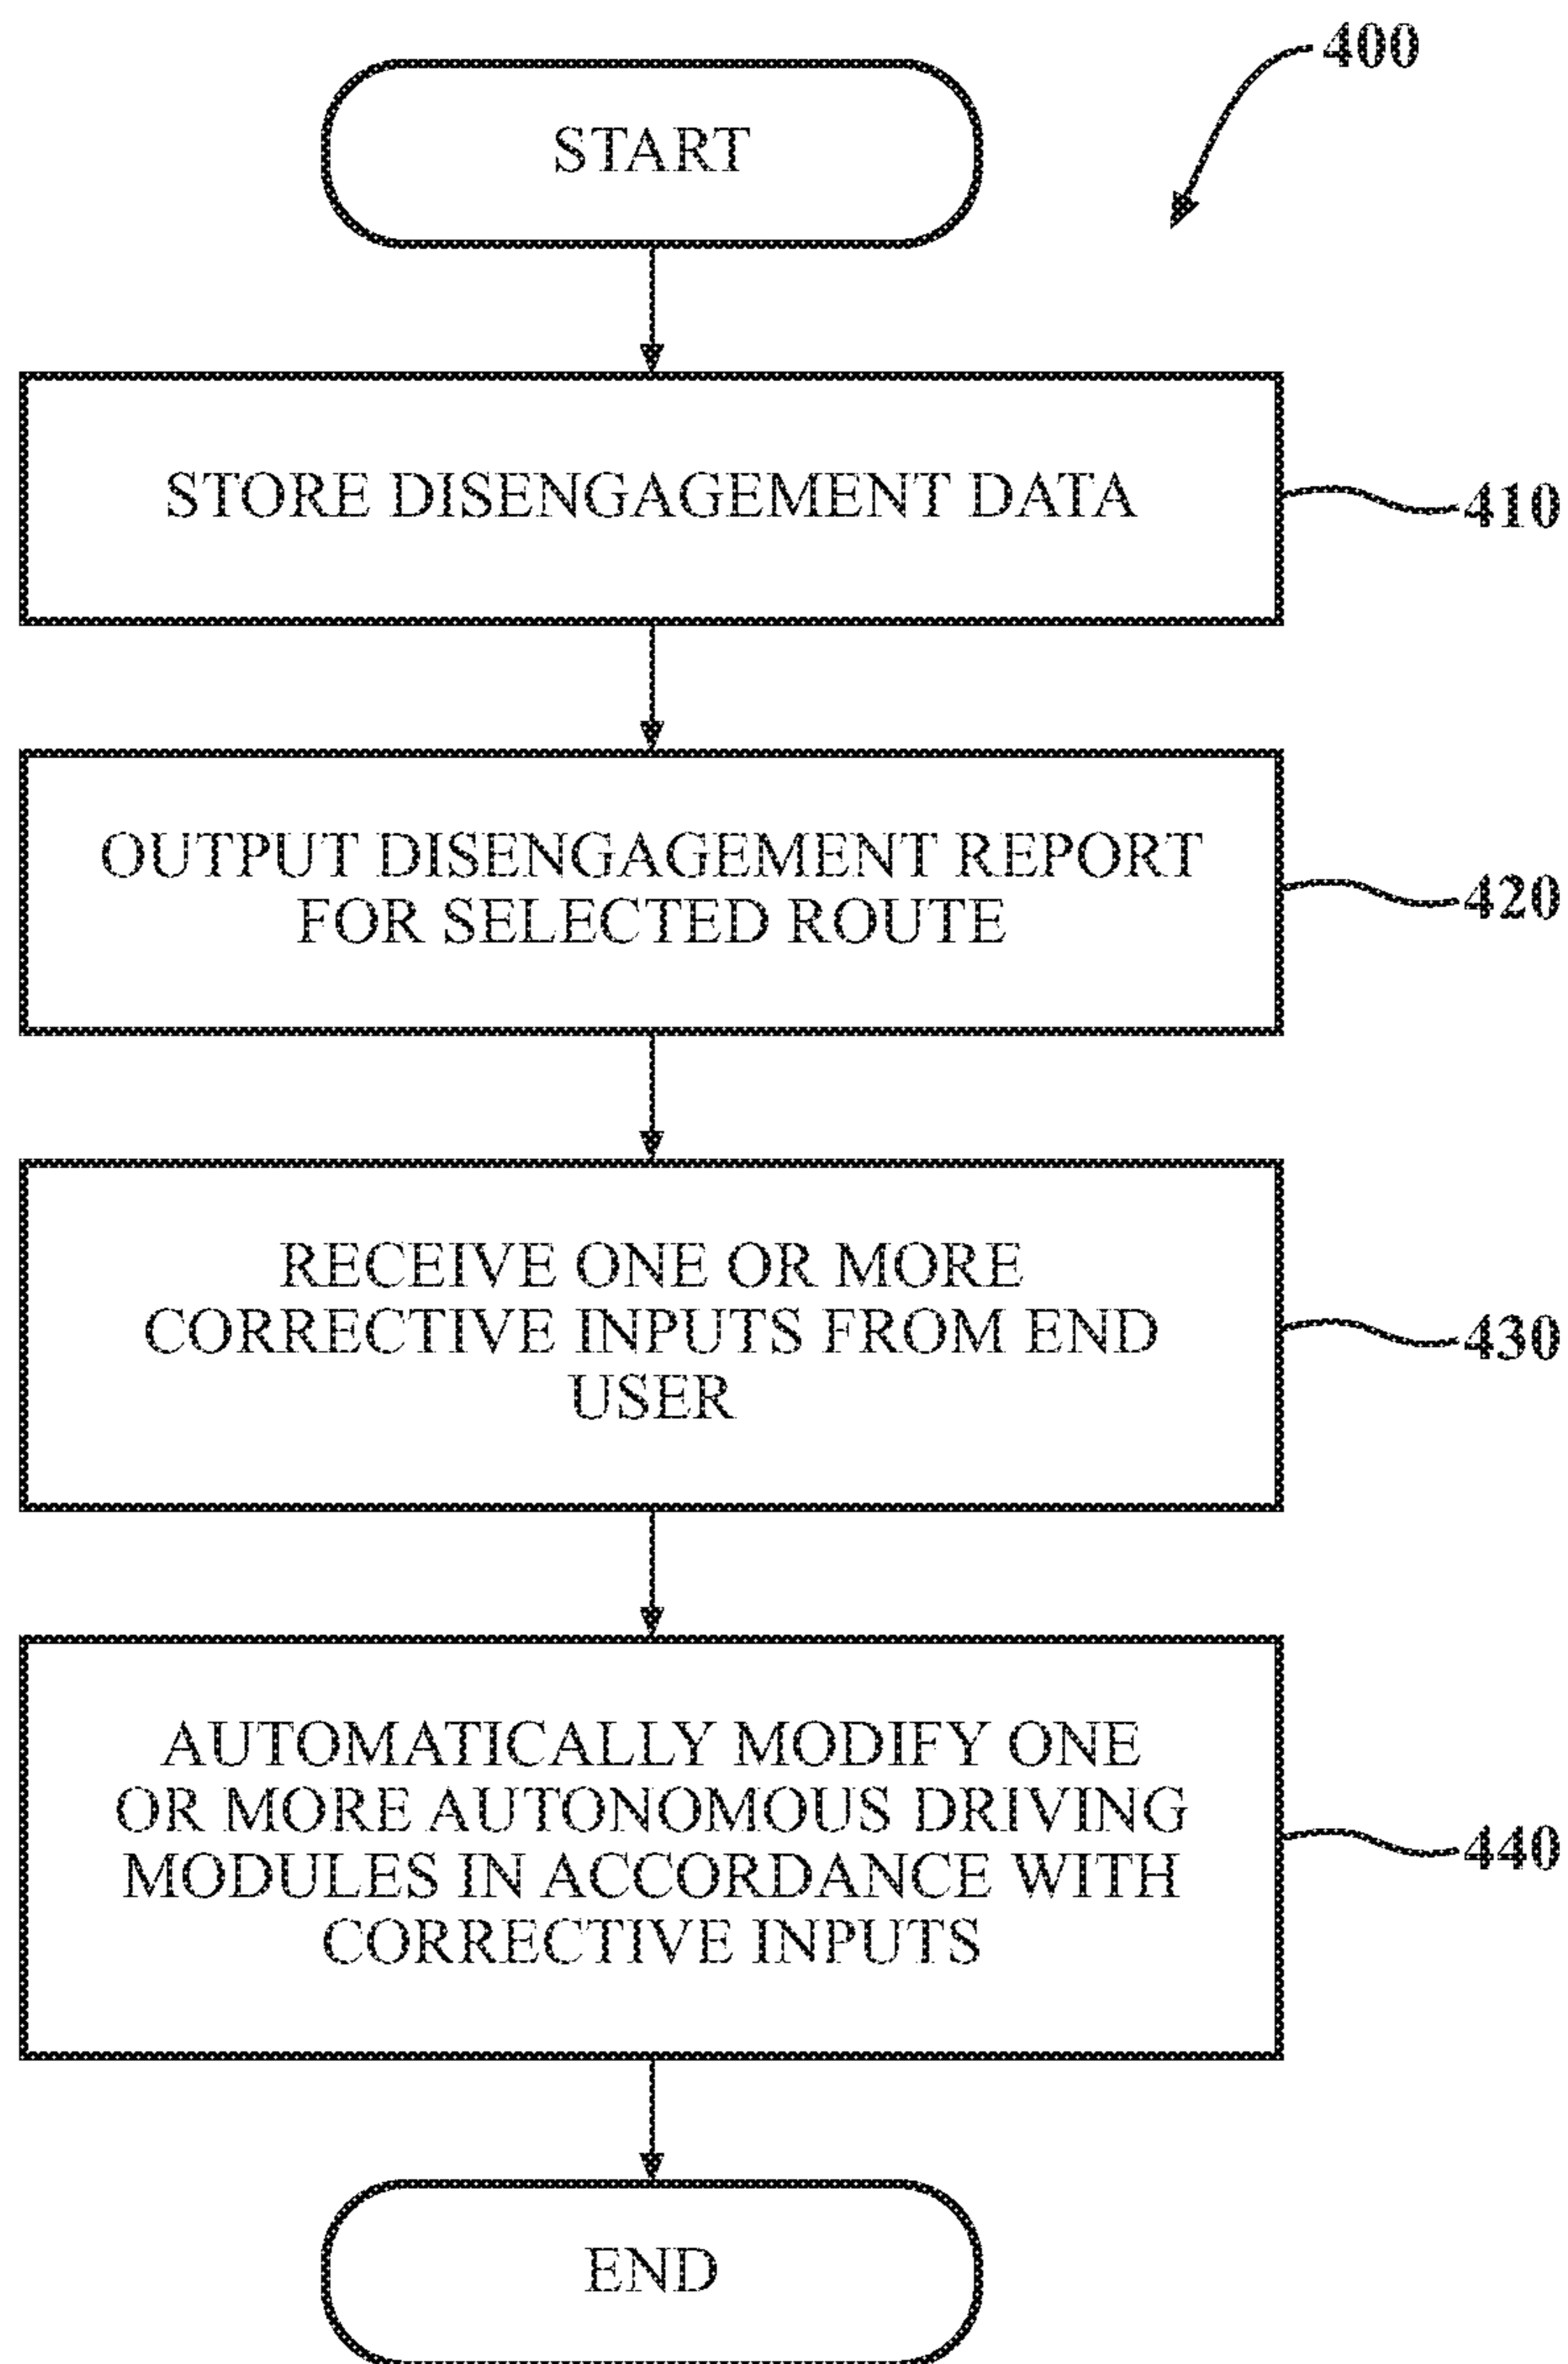 400
START
STORE DISENGAGEMENT DATA
410
OUTPUT DISENGAGEMENT REPORT
FOR SELECTED ROUTE
420
RECEIVE ONE OR MORE
CORRECTIVE INPUTS FROM END
USER
430
AUTOMATICALLY MODIFY ONE
OR MORE AUTONOMOUS DRIVING
MODULES IN ACCORDANCE WITH
CORRECTIVE INPUTS
440
END